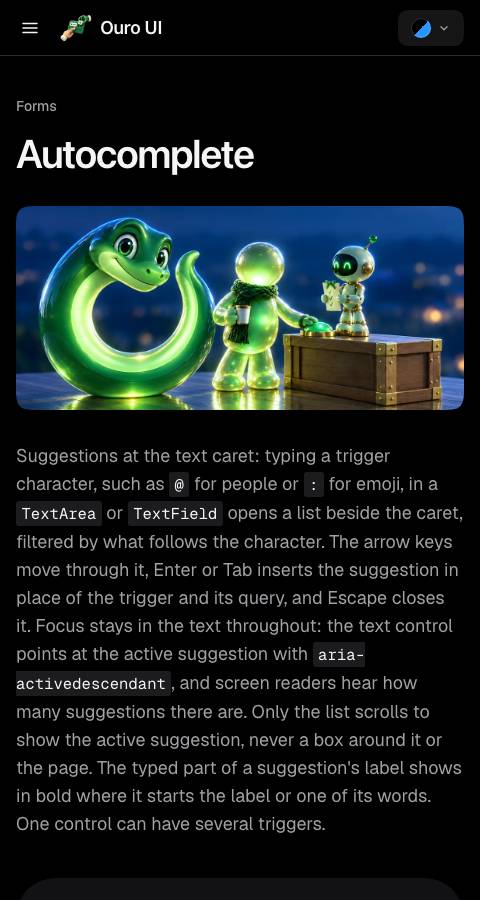 Ouro UI
Forms
Autocomplete
Suggestions at the text caret: typing a trigger
character, such as @ for people or : for emoji, in a
TextArea or TextField opens a list beside the caret,
filtered by what follows the character. The arrow keys
move through it, Enter or Tab inserts the suggestion in
place of the trigger and its query, and Escape closes
it. Focus stays in the text throughout: the text control
points at the active suggestion with aria-
activedescendant, and screen readers hear how
many suggestions there are. Only the list scrolls to
show the active suggestion, never a box around it or
the page. The typed part of a suggestion's label shows
in bold where it starts the label or one of its words.
One control can have several triggers.